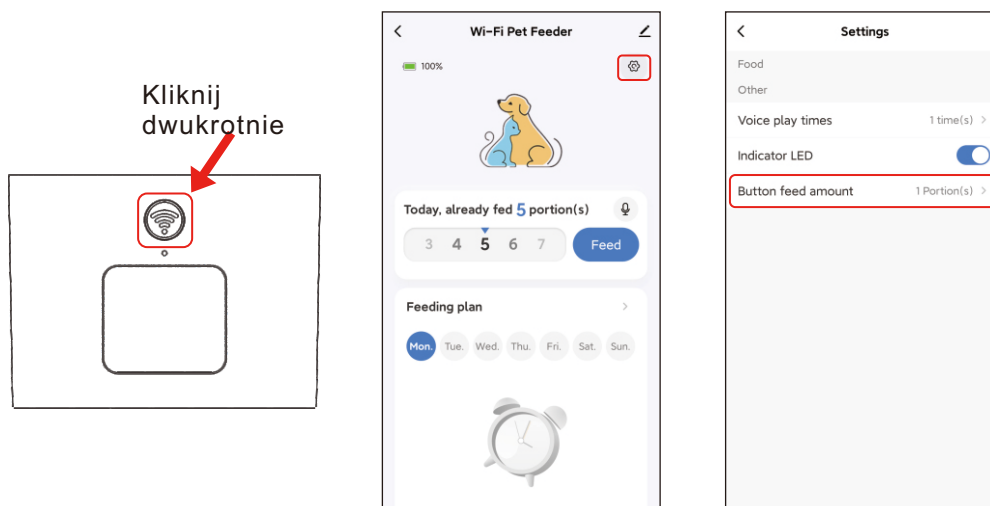 Kliknij
dwukrotnie
Wi-Fi Pet Feeder
100%
Today, already fed 5 portion(s)
3 4 5 6 7 Feed
Feeding plan
Mon. Tue. Wed. Thu. Fri. Sat. Sun.
Settings
Food
Other
Voice play times 1 time(s)
Indicator LED
Button feed amount 1 Portion(s)